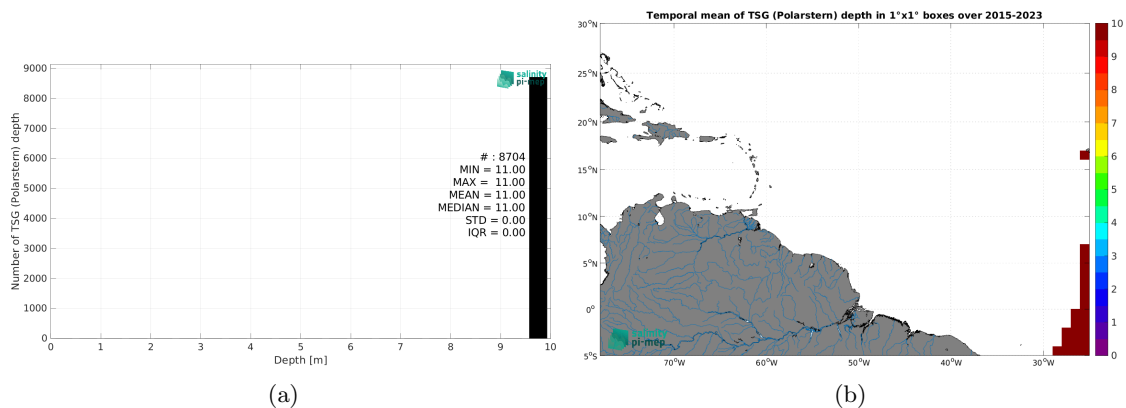 9000
8000
7000
6000
5000
4000
3000
2000
1000
0
Number of TSG (Polarstern) depth
salinity
pi-mep
# : 8704
MIN = 11.00
MAX = 11.00
MEAN = 11.00
MEDIAN = 11.00
STD = 0.00
IQR = 0.00
0 1 2 3 4 5 6 7 8 9 10
Depth [m]
(a)
Temporal mean of TSG (Polarstern) depth in 1°x1° boxes over 2015-2023
30°N
25°N
20°N
15°N
10°N
5°N
0°
5°S
salinity
pi-mep
70°W 60°W 50°W 40°W 30°W
10
9
8
7
6
5
4
3
2
1
0
(b)